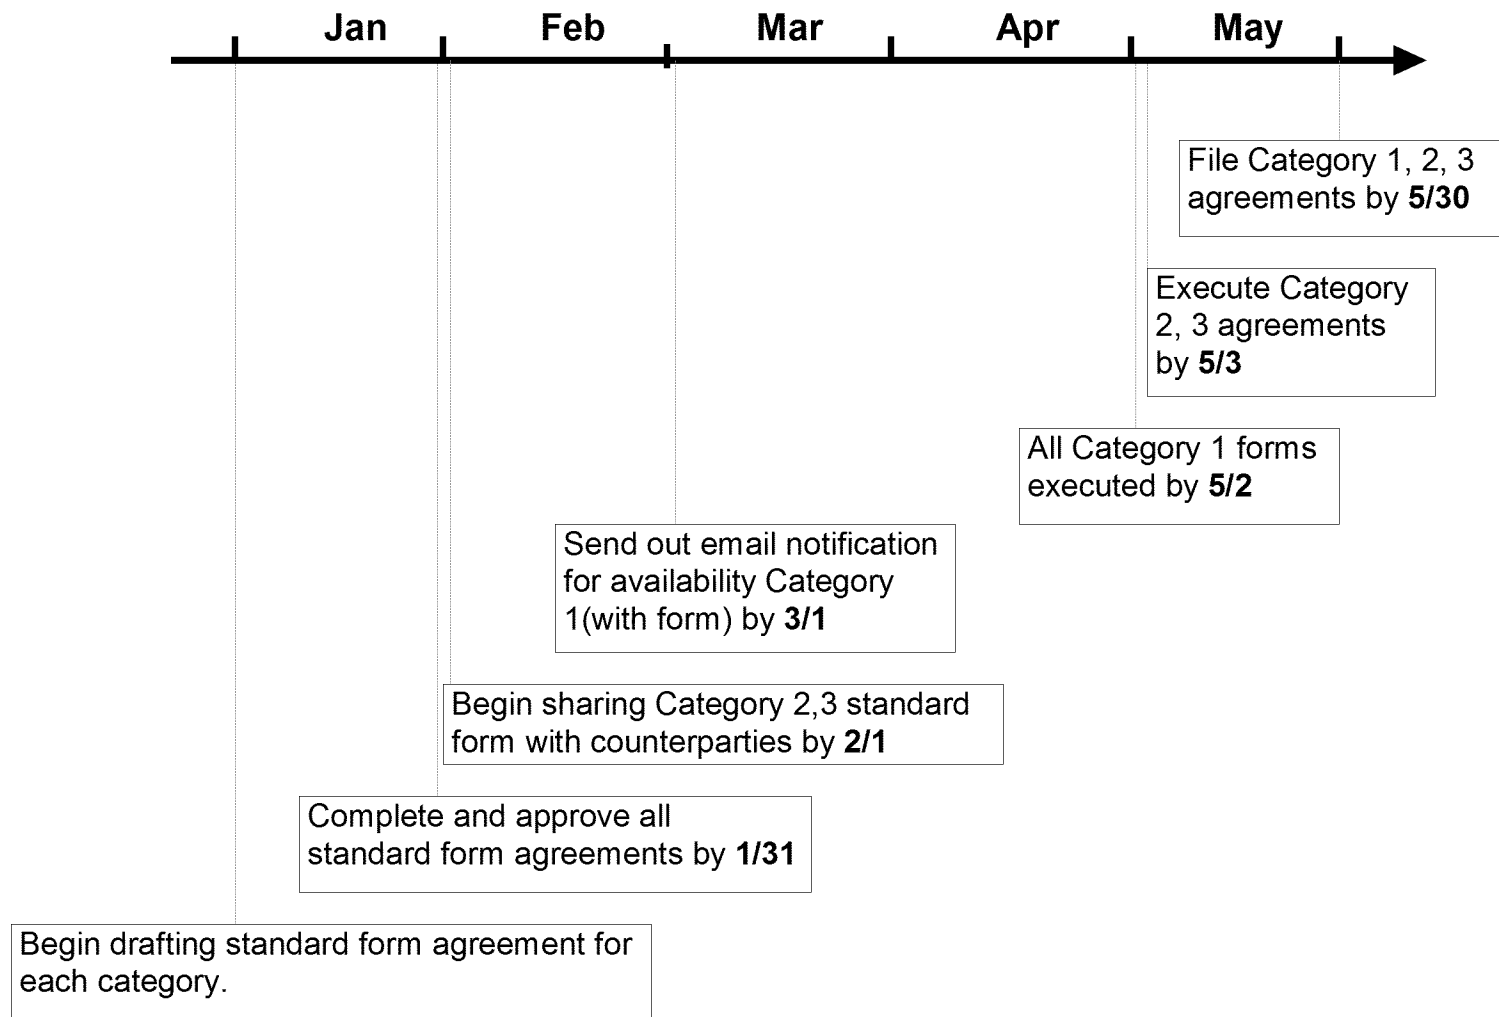 Jan Feb Mar Apr May
File Category 1, 2, 3
agreements by 5/30
Execute Category
2, 3 agreements
by 5/3
All Category 1 forms
executed by 5/2
Send out email notification
for availability Category
1(with form) by 3/1
Begin sharing Category 2,3 standard
form with counterparties by 2/1
Complete and approve all
standard form agreements by 1/31
Begin drafting standard form agreement for
each category.